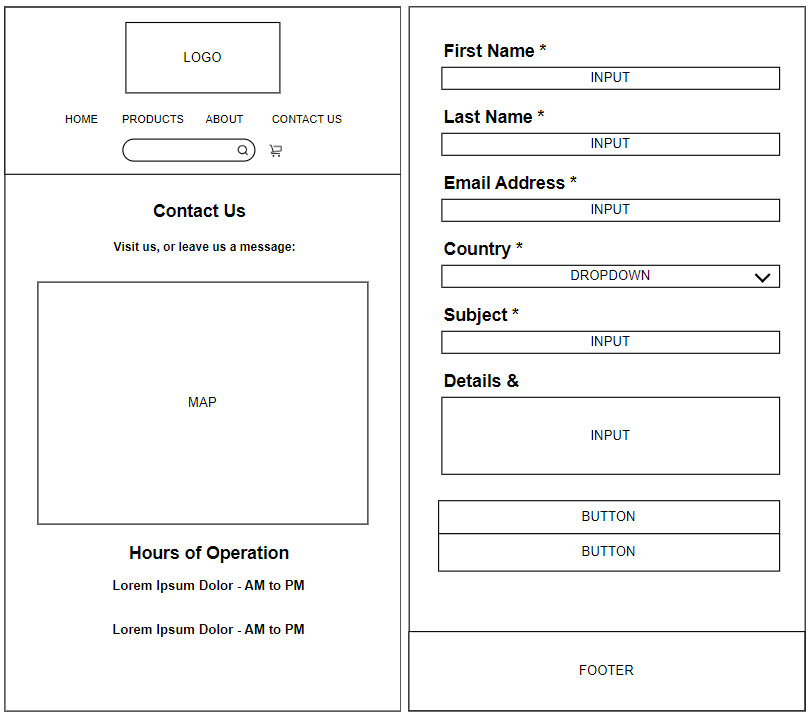 LOGO
HOME PRODUCTS ABOUT CONTACT US
Contact Us
Visit us, or leave us a message:
MAP
Hours of Operation
Lorem Ipsum Dolor - AM to PM
Lorem Ipsum Dolor - AM to PM
First Name *
INPUT
Last Name *
INPUT
Email Address *
INPUT
Country *
DROPDOWN
Subject *
INPUT
Details &
INPUT
BUTTON
BUTTON
FOOTER